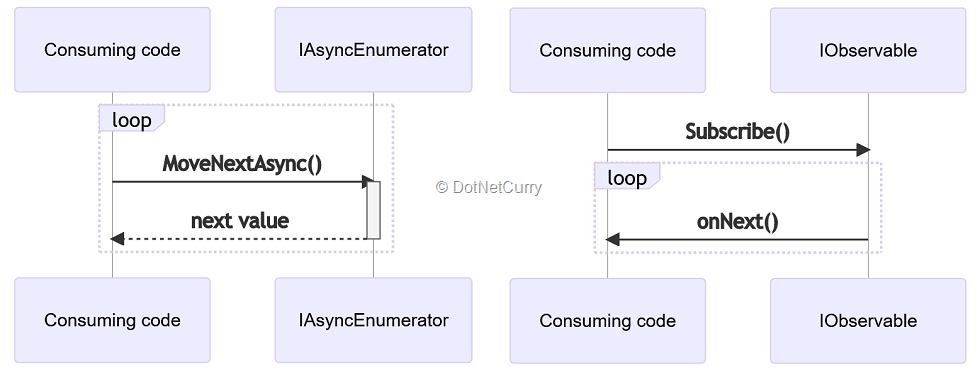 Consuming code
IAsyncEnumerator
loop
MoveNextAsync()
next value
Consuming code
IAsyncEnumerator
© DotNetCurry
Consuming code
IObservable
Subscribe()
loop
onNext()
Consuming code
IObservable